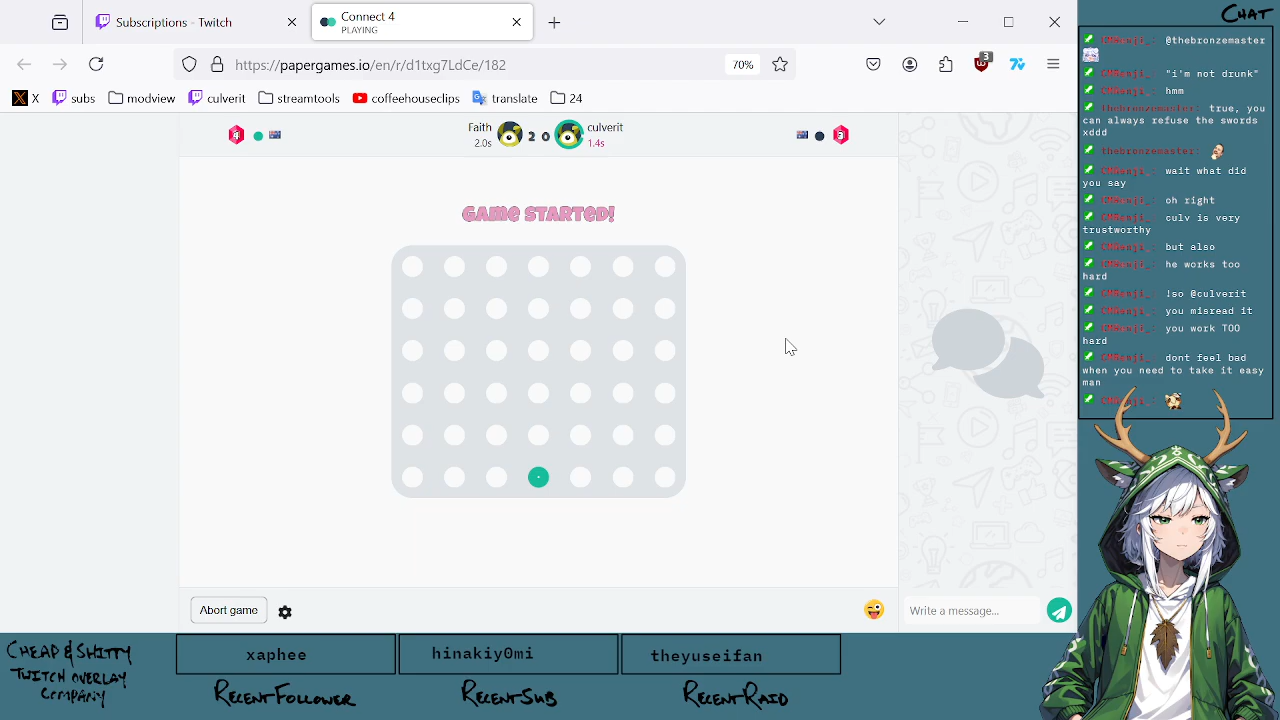 Subscriptions - Twitch
Connect 4
PLAYING
https://papergames.io/en/r/d1txg7LdCe/182
70%
3
X
subs
modview
culverit
streamtools
translate
24
Faith
2.0s
2 0
culverit
1.4s
3
GAME STARTED!
Abort game
Write a message...
CHAT
@thebronzemaster
"i'm not drunk"
hmm
thebronzemaster: true, you
can always refuse the swords
xddd
thebronzemaster:
wait what did
you say
oh right
culv is very
trustworthy
but also
he works too
hard
!so @culverit
you misread it
you work TOO
hard
dont feel bad
when you need to take it easy
man
CHEAP & SHITTY
TWITCH OVERLAY
COMPANY
xaphee
hinakiy0mi
theyuseifan
RECENT FOLLOWER
RECENT SUB
RECENT RAID